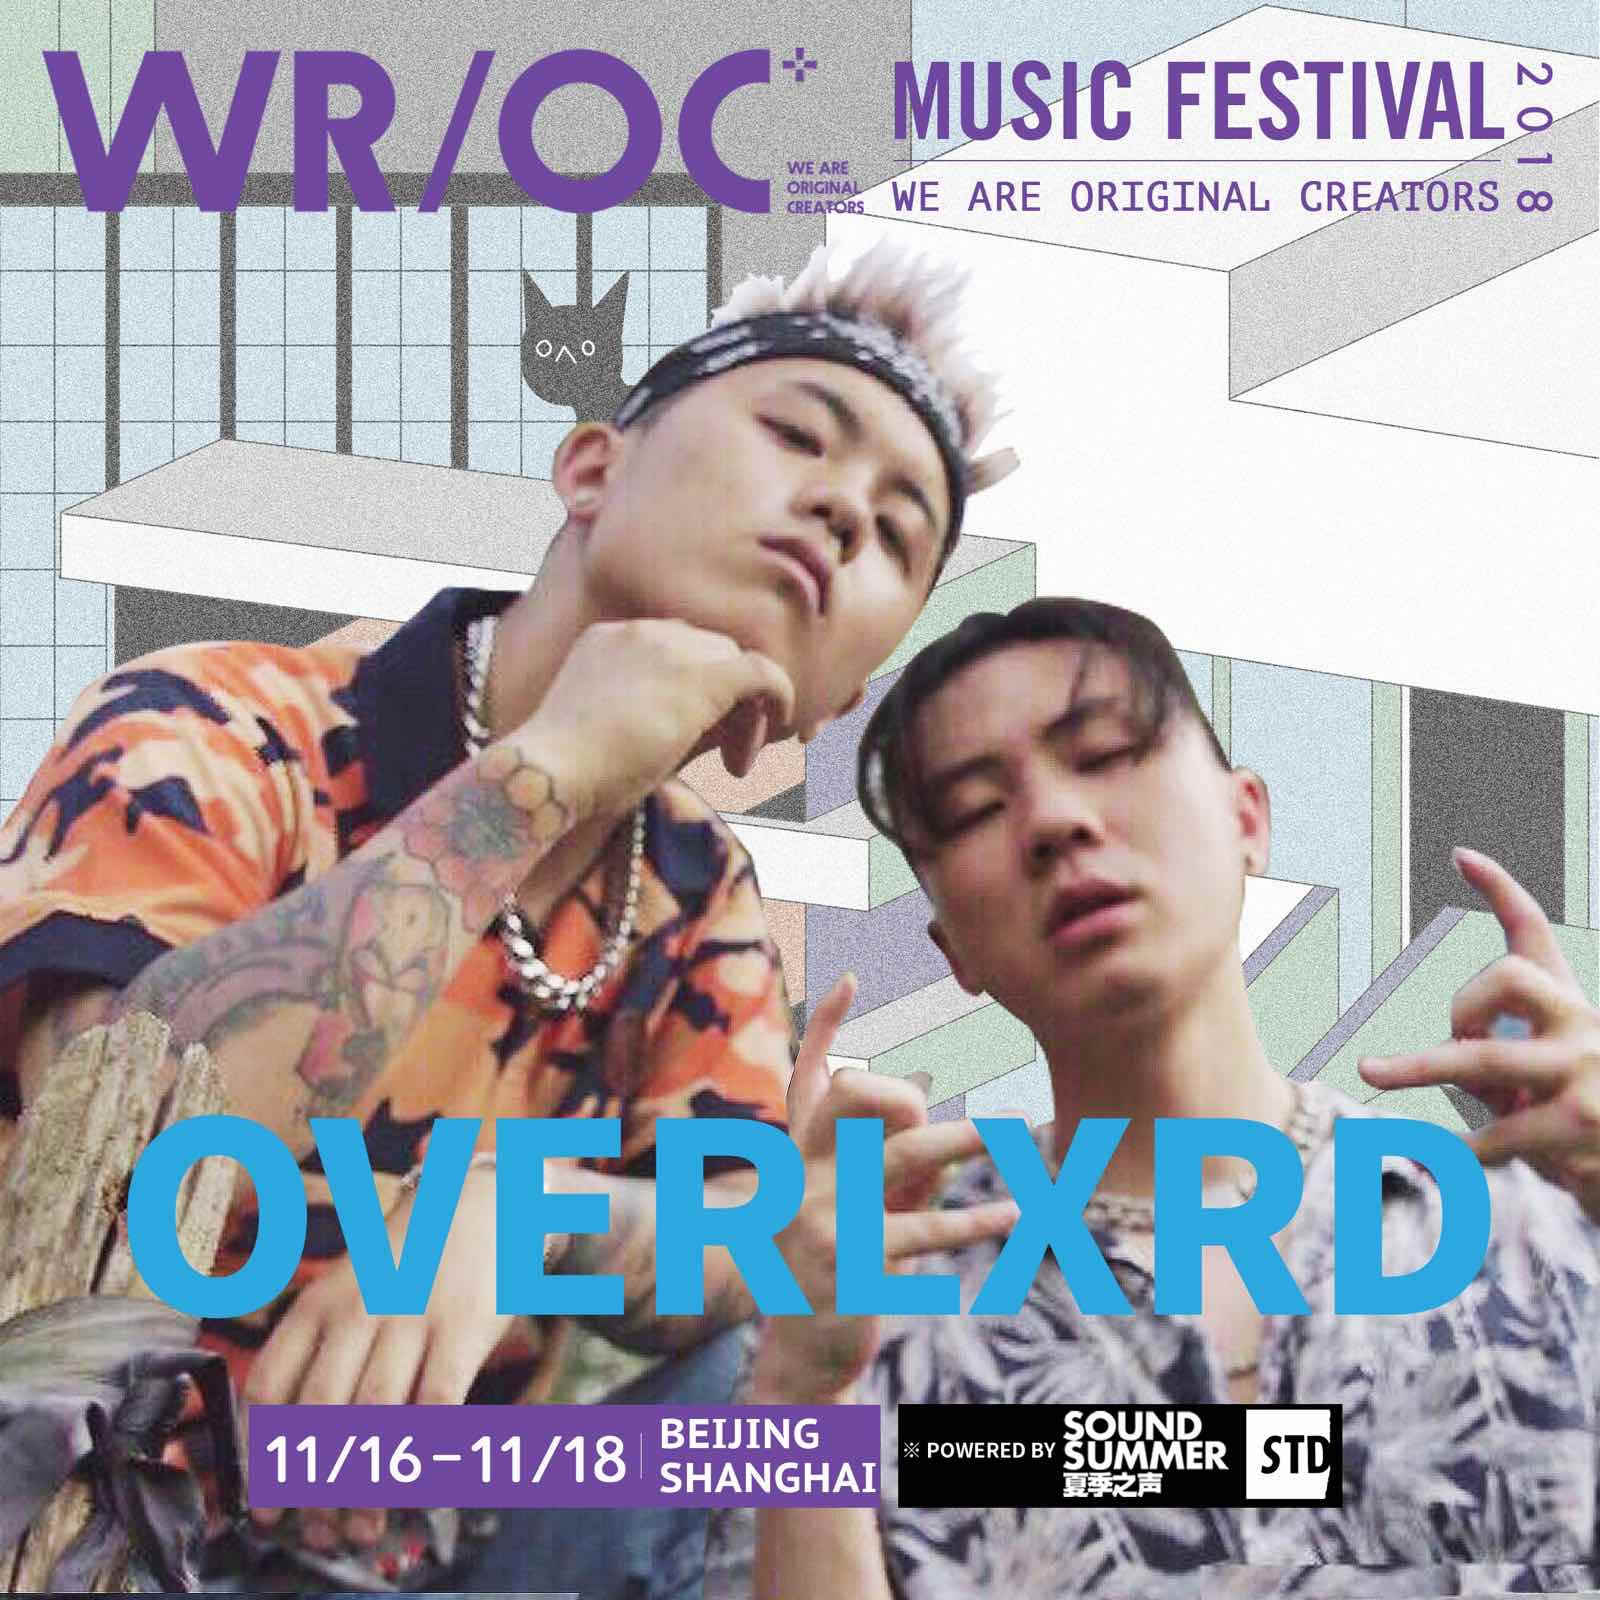 WR/OC+
WE ARE
ORIGINAL
CREATORS
MUSIC FESTIVAL
WE ARE ORIGINAL CREATORS
2018
OVERLXRD
11/16-11/18
BEIJING
SHANGHAI
※ POWERED BY
SOUND
SUMMER
夏季之声
STD